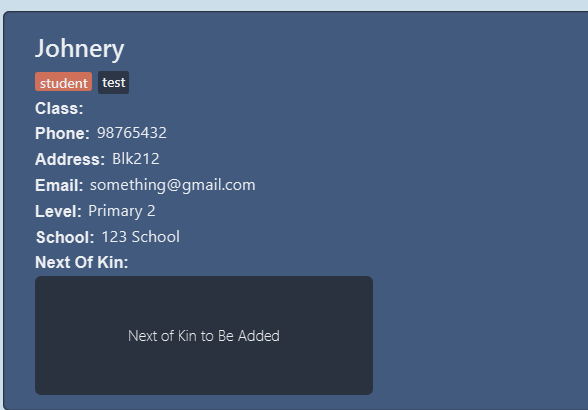 Johnery
student test
Class:
Phone: 98765432
Address: Blk212
Email: something@gmail.com
Level: Primary 2
School: 123 School
Next Of Kin:
Next of Kin to Be Added